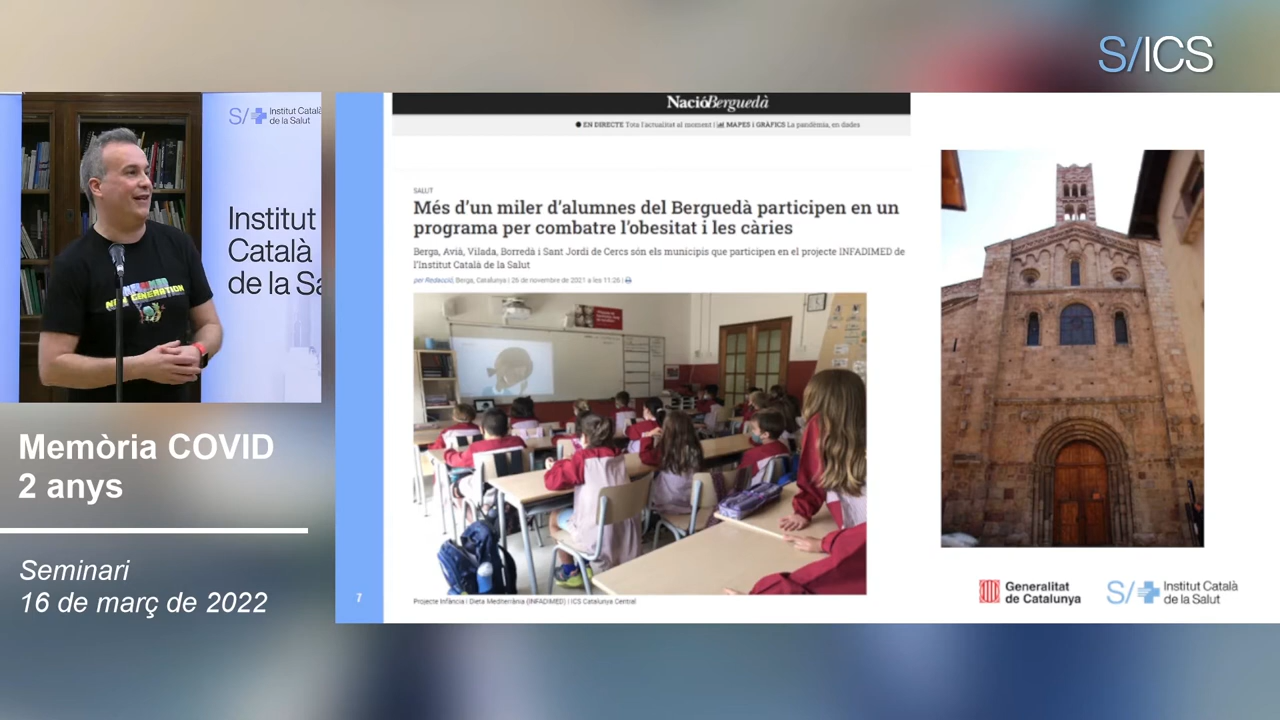 S/ICS
S/ Institut Català
de la Salut
Institut
Català
de la Sa
NEW GENERATION
Memòria COVID
2 anys
Seminari
16 de març de 2022
NacióBerguedà
EN DIRECTE Tota l'actualitat al moment | MAPES i GRÀFICS La pandèmia, en dades
SALUT
Més d'un miler d'alumnes del Berguedà participen en un
programa per combatre l'obesitat i les càries
Berga, Avià, Vilada, Borredà i Sant Jordi de Cercs són els municipis que participen en el projecte INFADIMED de
l'Institut Català de la Salut
per Redacció, Berga, Catalunya | 26 de novembre de 2021 a les 11:26 |
Projecte Infància i Dieta Mediterrània (INFADIMED) | ICS Catalunya Central
7
Generalitat
de Catalunya
S/ Institut Català
de la Salut